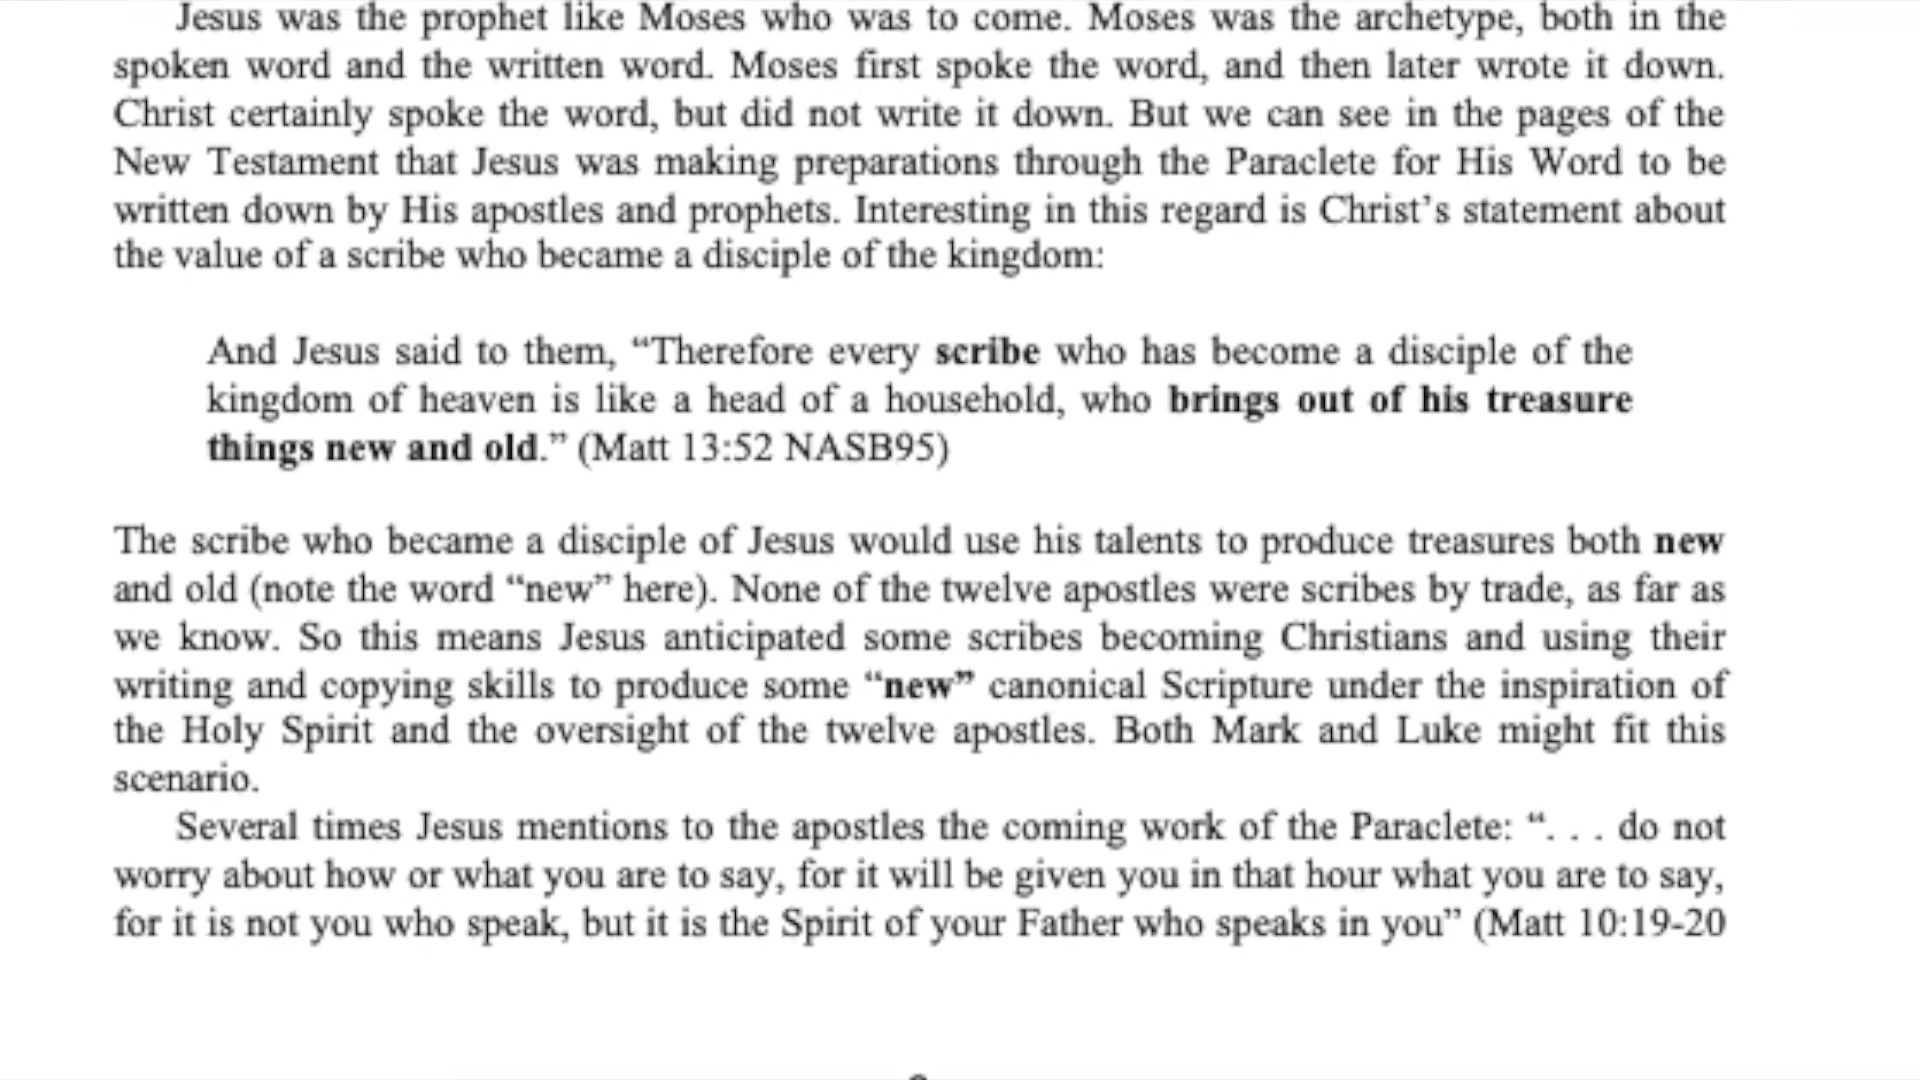 Jesus was the prophet like Moses who was to come. Moses was the archetype, both in the
spoken word and the written word. Moses first spoke the word, and then later wrote it down.
Christ certainly spoke the word, but did not write it down. But we can see in the pages of the
New Testament that Jesus was making preparations through the Paraclete for His Word to be
written down by His apostles and prophets. Interesting in this regard is Christ’s statement about
the value of a scribe who became a disciple of the kingdom:
And Jesus said to them, “Therefore every scribe who has become a disciple of the
kingdom of heaven is like a head of a household, who brings out of his treasure
things new and old.” (Matt 13:52 NASB95)
The scribe who became a disciple of Jesus would use his talents to produce treasures both new
and old (note the word “new” here). None of the twelve apostles were scribes by trade, as far as
we know. So this means Jesus anticipated some scribes becoming Christians and using their
writing and copying skills to produce some “new” canonical Scripture under the inspiration of
the Holy Spirit and the oversight of the twelve apostles. Both Mark and Luke might fit this
scenario.
Several times Jesus mentions to the apostles the coming work of the Paraclete: “. . . do not
worry about how or what you are to say, for it will be given you in that hour what you are to say,
for it is not you who speak, but it is the Spirit of your Father who speaks in you” (Matt 10:19-20